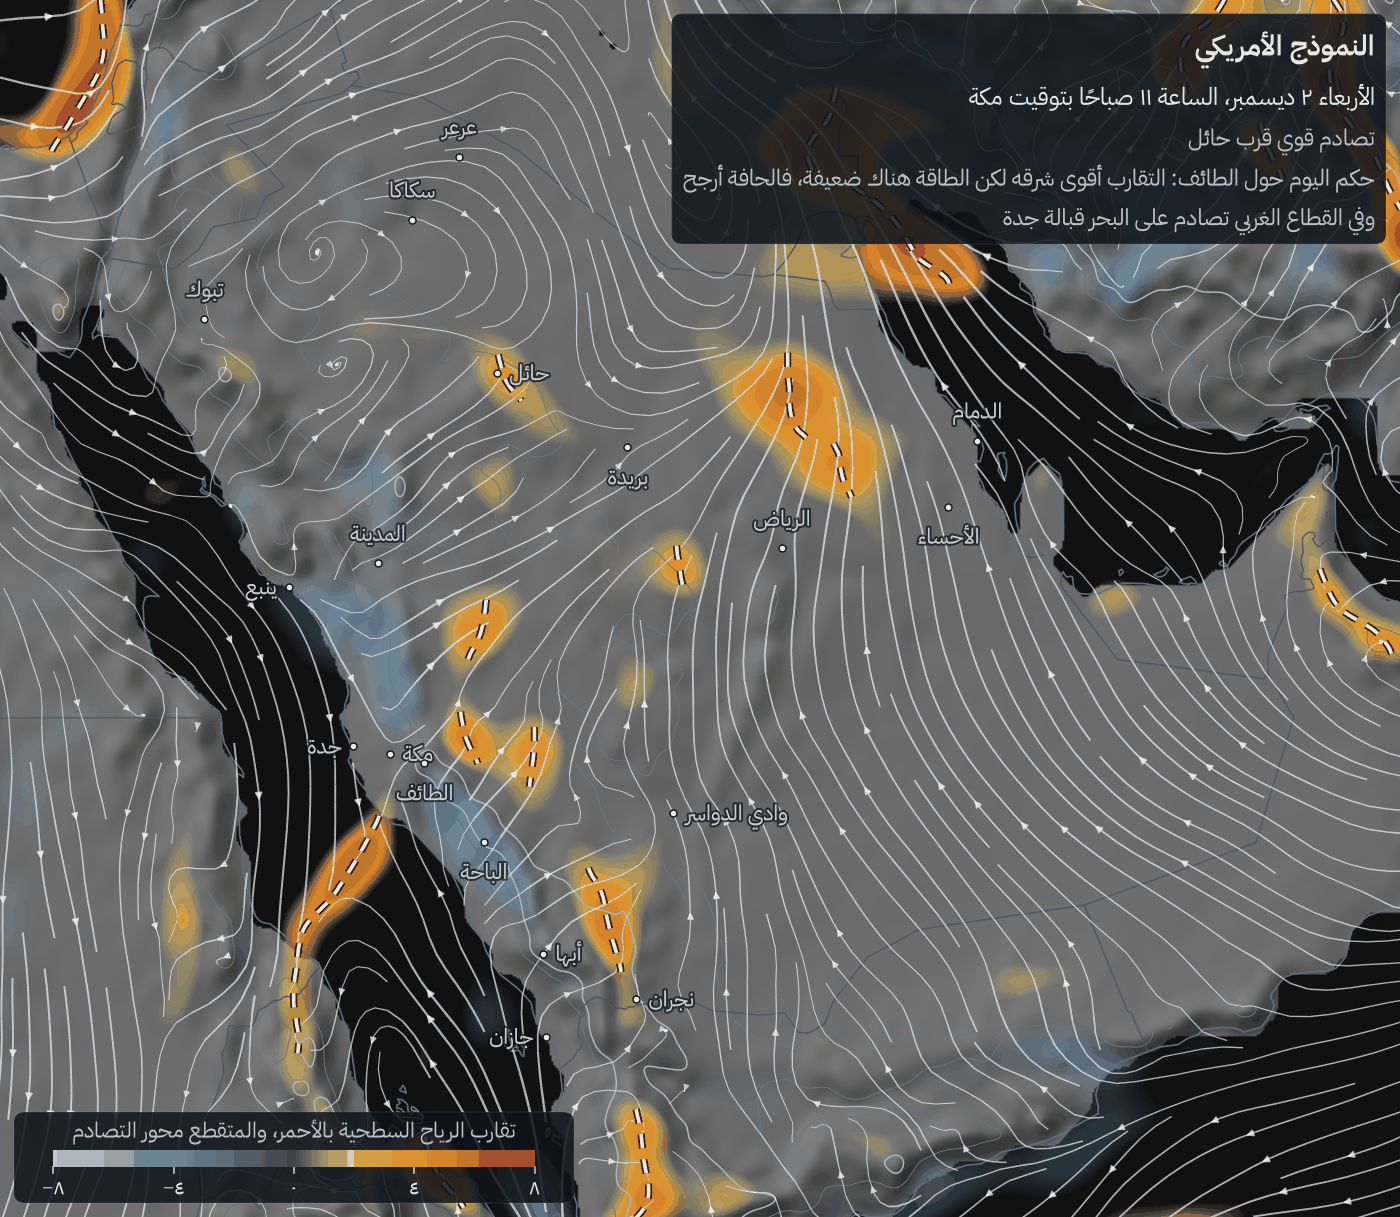 النموذج الأمريكي
الأربعاء ٢ ديسمبر، الساعة ١١ صباحًا بتوقيت مكة
تصادم قوي قرب حائل
حكم اليوم حول الطائف: التقارب أقوى شرقه لكن الطاقة هناك ضعيفة، فالحافة أرجح
وفي القطاع الغربي تصادم على البحر قبالة جدة
عرعر
سكاكا
تبوك
حائل
الدمام
بريدة
الرياض
الأحساء
المدينة
ينبع
جدة
مكة
الطائف
وادي الدواسر
الباحة
أبها
نجران
جازان
تقارب الرياح السطحية بالأحمر، والمتقطع محور التصادم
−٨ −٤ ٠ ٤ ٨